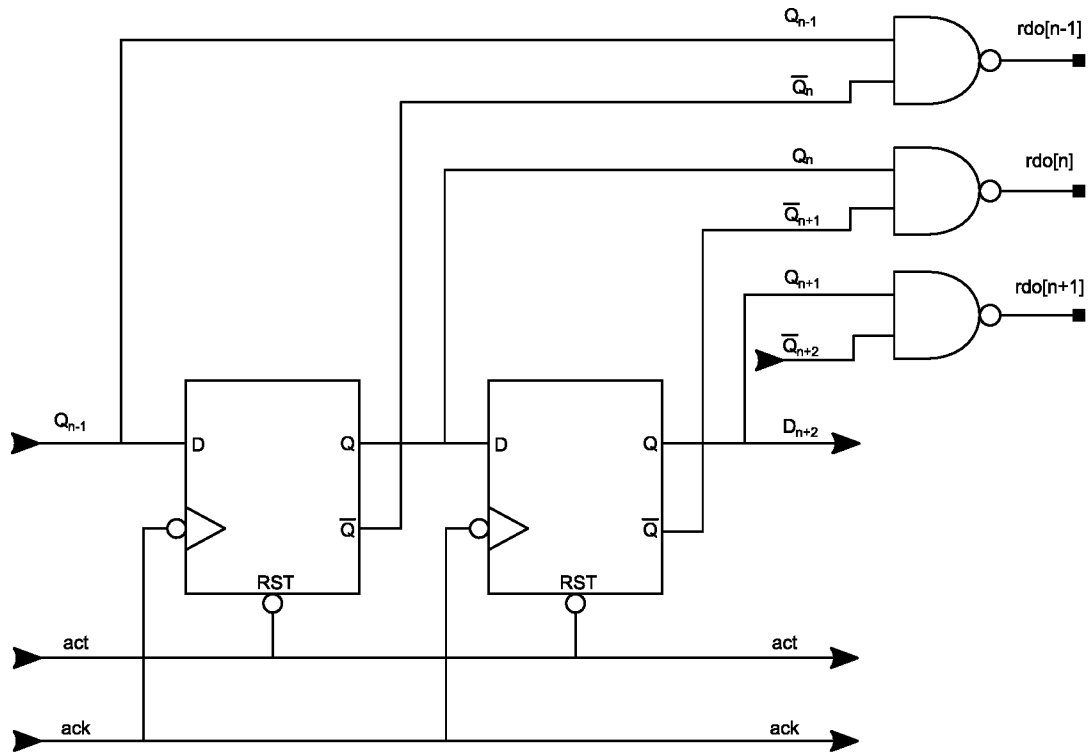 Qn-1
rdo[n-1]
Q̅n
Qn
rdo[n]
Q̅n+1
Qn+1
rdo[n+1]
Q̅n+2
Qn-1
D
Q
D
Q
Dn+2
Q̅
Q̅
RST
RST
act
act
ack
ack